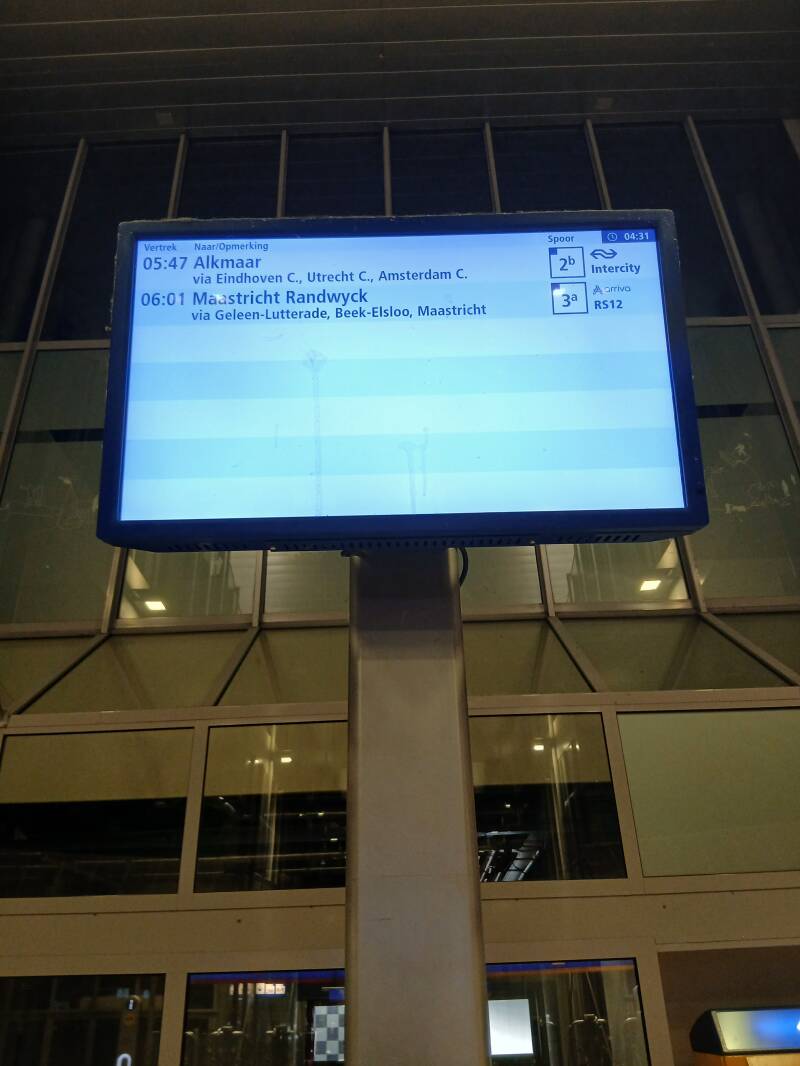 Vertrek Naar/Opmerking Spoor 04:31
05:47 Alkmaar 2b Intercity
via Eindhoven C., Utrecht C., Amsterdam C.
06:01 Maastricht Randwyck 3a arriva
via Geleen-Lutterade, Beek-Elsloo, Maastricht RS12